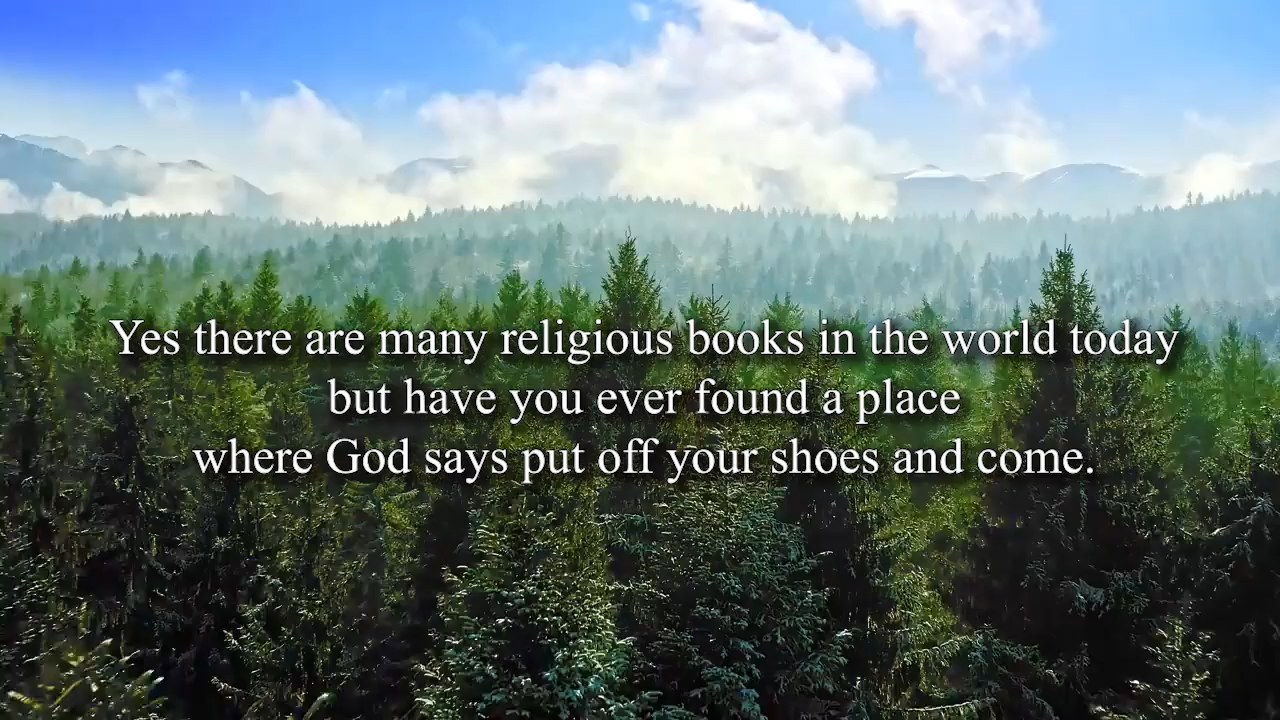 Yes there are many religious books in the world today
but have you ever found a place
where God says put off your shoes and come.